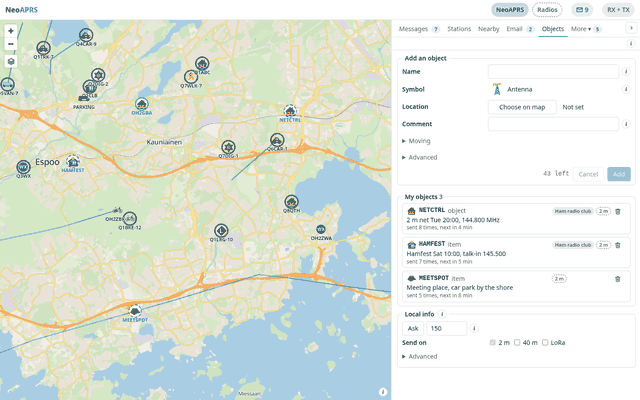 NeoAPRS
NeoAPRS
Radios
9
RX + TX
Messages 7
Stations
Nearby
Email 2
Objects
More 5
Add an object
Name
Symbol
Antenna
Location
Choose on map
Not set
Comment
Moving
Advanced
43 left
Cancel
Add
My objects 3
NETCTRL object
Ham radio club
2 m
2 m net Tue 20:00, 144.800 MHz
sent 8 times, next in 4 min
HAMFEST item
Ham radio club
2 m
Hamfest Sat 10:00, talk-in 145.500
sent 7 times, next in 5 min
MEETSPOT item
2 m
Meeting place, car park by the shore
sent 5 times, next in 8 min
Local info
Ask
150
Send on
2 m
40 m
LoRa
Advanced
PARKING
Kauniainen
NETCTRL
Espoo
HAMFEST
OH2ZWA
MEETSPOT